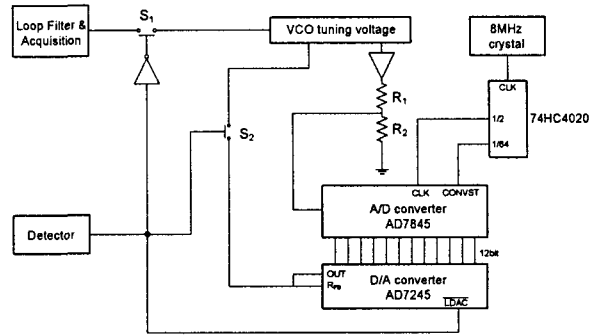 Loop Filter &
Acquisition
S1
VCO tuning voltage
8MHz
crystal
CLK
1/2
1/64
74HC4020
R1
R2
S2
CLK CONVST
A/D converter
AD7845
Detector
12bit
OUT
RFB
D/A converter
AD7245
LDAC